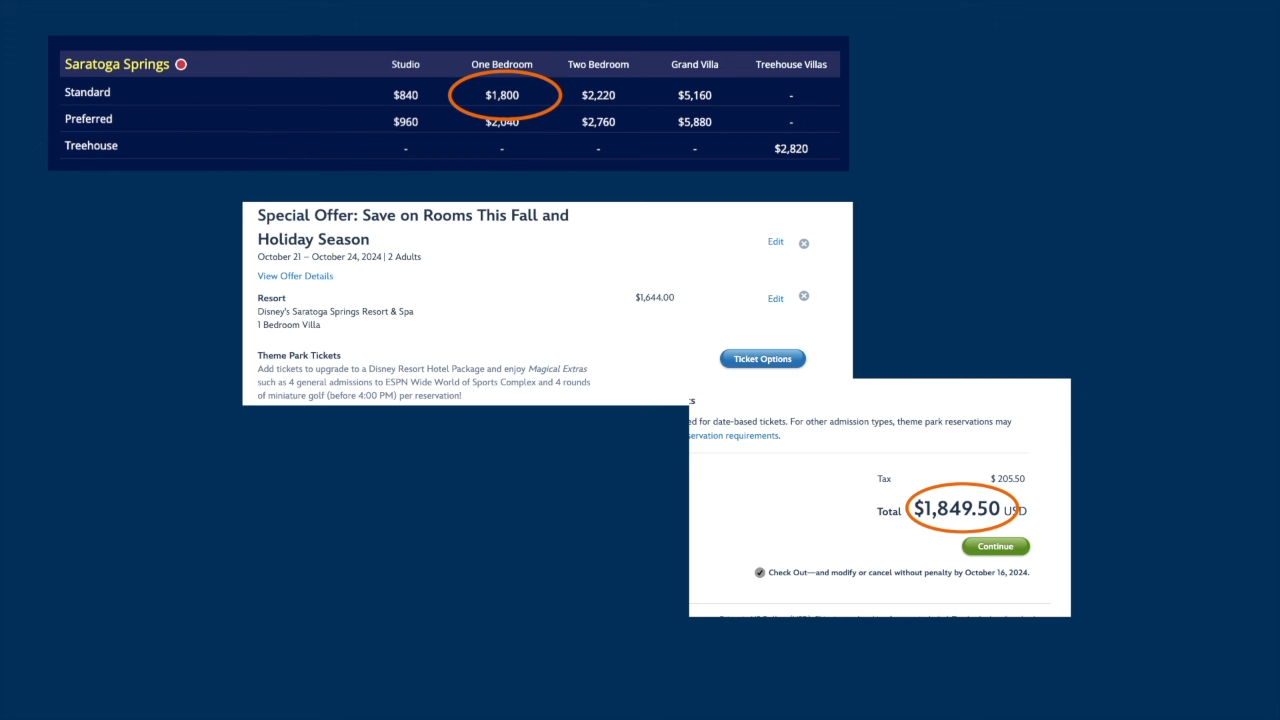 Saratoga Springs Studio One Bedroom Two Bedroom Grand Villa Treehouse Villas
Standard $840 $1,800 $2,220 $5,160 -
Preferred $960 $2,040 $2,760 $5,880 -
Treehouse - - - - $2,820
Special Offer: Save on Rooms This Fall and
Holiday Season
Edit
October 21 – October 24, 2024 | 2 Adults
View Offer Details
Resort $1,644.00 Edit
Disney's Saratoga Springs Resort & Spa
1 Bedroom Villa
Theme Park Tickets
Ticket Options
Add tickets to upgrade to a Disney Resort Hotel Package and enjoy Magical Extras
such as 4 general admissions to ESPN Wide World of Sports Complex and 4 rounds
of miniature golf (before 4:00 PM) per reservation!
for date-based tickets. For other admission types, theme park reservations may
requirements.
Tax $ 205.50
Total $1,849.50 USD
Continue
Check Out—and modify or cancel without penalty by October 16, 2024.